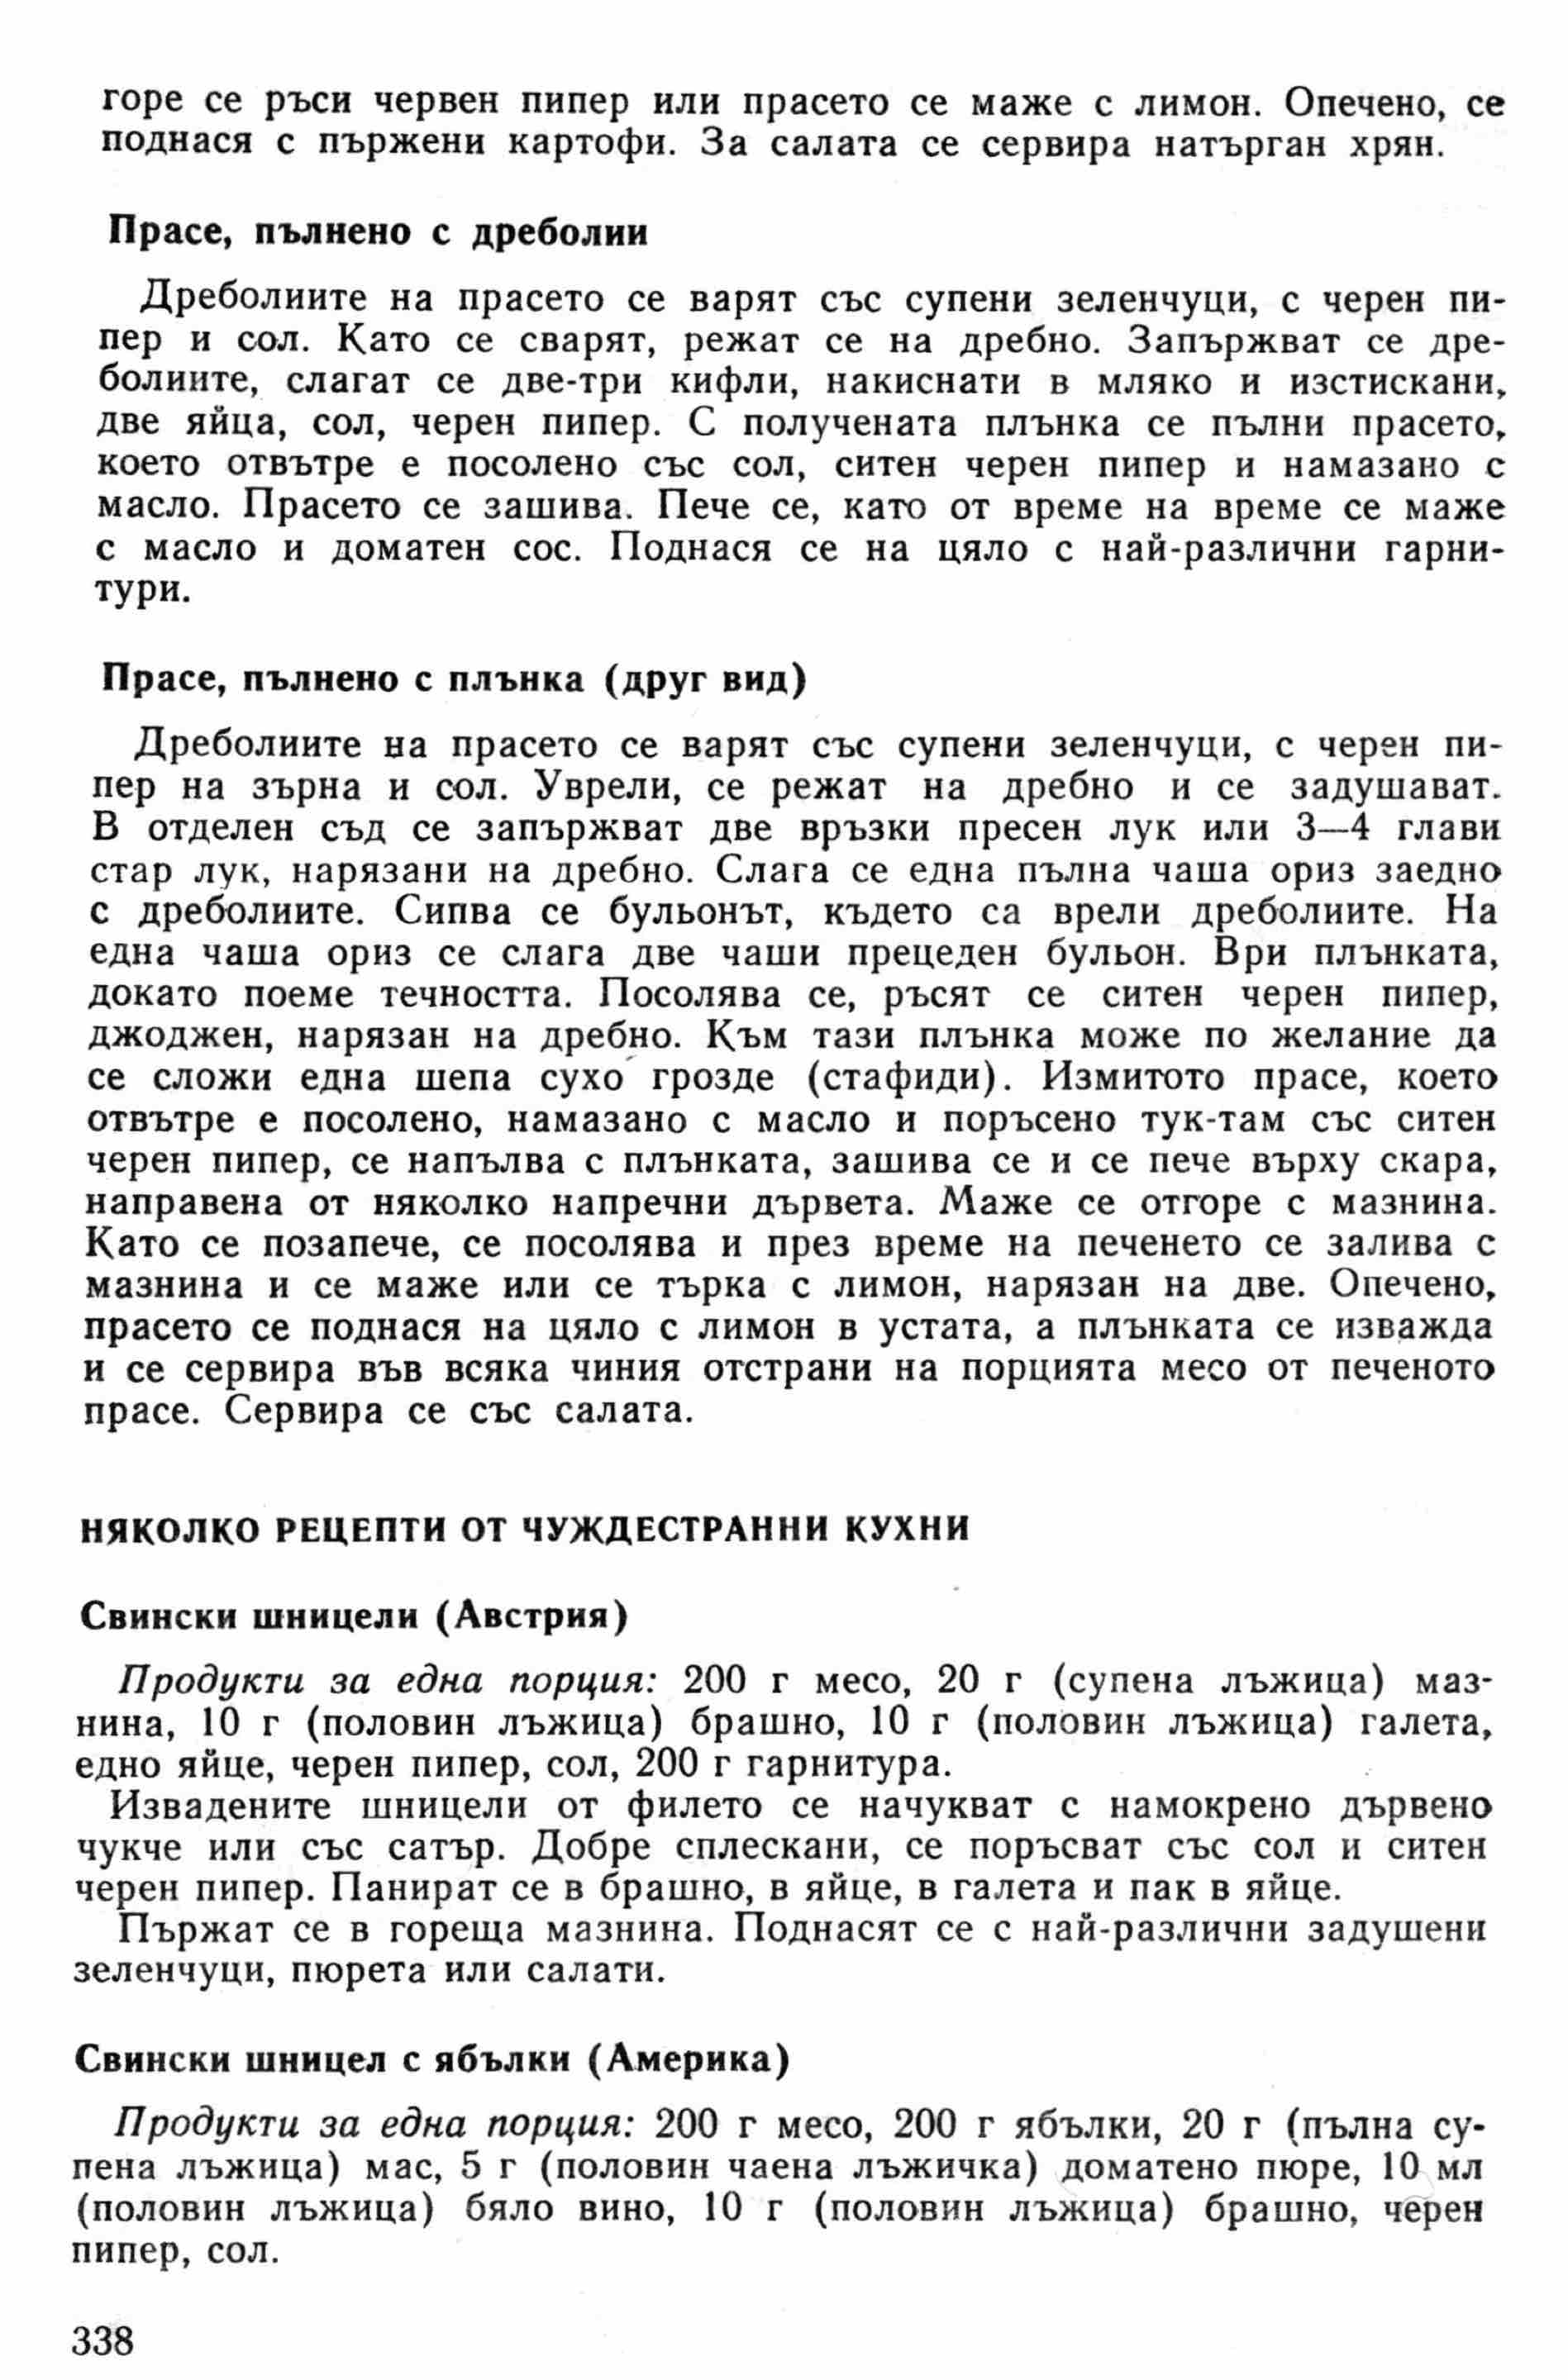 горе се ръси червен пипер или прасето се маже с лимон. Опечено, се
поднася с пържени картофи. За салата се сервира натърган хрян.
Прасе, пълнено с дреболии
Дреболиите на прасето се варят със супени зеленчуци, с черен пи-
пер и сол. Като се сварят, режат се на дребно. Запържват се дре-
болиите, слагат се две-три кифли, накиснати в мляко и изстискани,
две яйца, сол, черен пипер. С получената плънка се пълни прасето,
което отвътре е посолено със сол, ситен черен пипер и намазано с
масло. Прасето се зашива. Пече се, като от време на време се маже
с масло и доматен сос. Поднася се на цяло с най-различни гарни-
тури.
Прасе, пълнено с плънка (друг вид)
Дреболиите на прасето се варят със супени зеленчуци, с черен пи-
пер на зърна и сол. Уврели, се режат на дребно и се задушават.
В отделен съд се запържват две връзки пресен лук или 3—4 глави
стар лук, нарязани на дребно. Слага се една пълна чаша ориз заедно
с дреболиите. Сипва се бульонът, където са врели дреболиите. На
една чаша ориз се слага две чаши прецеден бульон. Ври плънката,
докато поеме течността. Посолява се, ръсят се ситен черен пипер,
джоджен, нарязан на дребно. Към тази плънка може по желание да
се сложи една шепа сухо грозде (стафиди). Измитото прасе, което
отвътре е посолено, намазано с масло и поръсено тук-там със ситен
черен пипер, се напълва с плънката, зашива се и се пече върху скара,
направена от няколко напречни дървета. Маже се отгоре с мазнина.
Като се позапече, се посолява и през време на печенето се залива с
мазнина и се маже или се търка с лимон, нарязан на две. Опечено,
прасето се поднася на цяло с лимон в устата, а плънката се изважда
и се сервира във всяка чиния отстрани на порцията месо от печеното
прасе. Сервира се със салата.
НЯКОЛКО РЕЦЕПТИ ОТ ЧУЖДЕСТРАННИ КУХНИ
Свински шницели (Австрия)
Продукти за една порция: 200 г месо, 20 г (супена лъжица) маз-
нина, 10 г (половин лъжица) брашно, 10 г (половин лъжица) галета,
едно яйце, черен пипер, сол, 200 г гарнитура.
Извадените шницели от филето се начукват с намокрено дървено
чукче или със сатър. Добре сплескани, се поръсват със сол и ситен
черен пипер. Панират се в брашно, в яйце, в галета и пак в яйце.
Пържат се в гореща мазнина. Поднасят се с най-различни задушени
зеленчуци, пюрета или салати.
Свински шницел с ябълки (Америка)
Продукти за една порция: 200 г месо, 200 г ябълки, 20 г (пълна су-
пена лъжица) мас, 5 г (половин чаена лъжичка) доматено пюре, 10 мл
(половин лъжица) бяло вино, 10 г (половин лъжица) брашно, черен
пипер, сол.
338